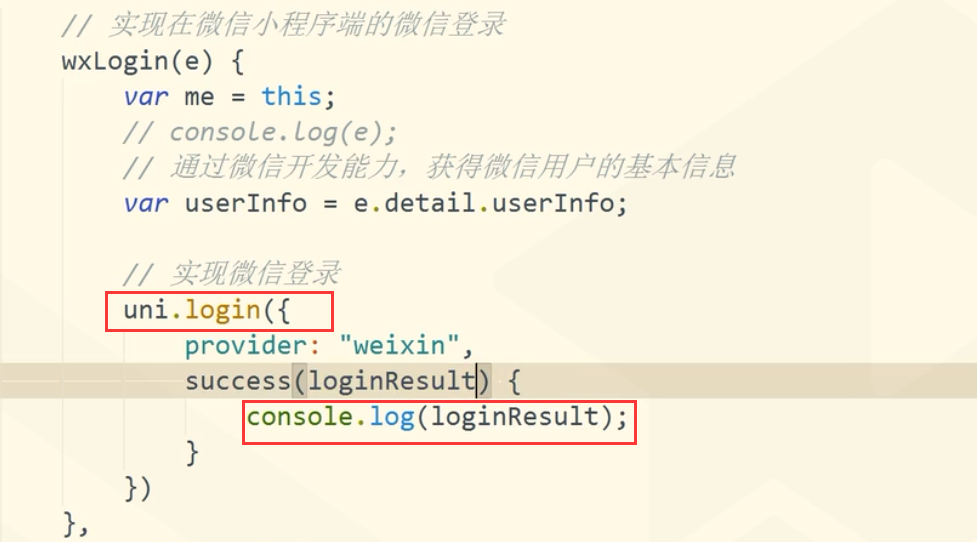 // 实现在微信小程序端的微信登录
wxLogin(e) {
var me = this;
// console.log(e);
// 通过微信开发能力，获得微信用户的基本信息
var userInfo = e.detail.userInfo;
// 实现微信登录
uni.login({
provider: "weixin",
success(loginResult) {
console.log(loginResult);
}
})
},